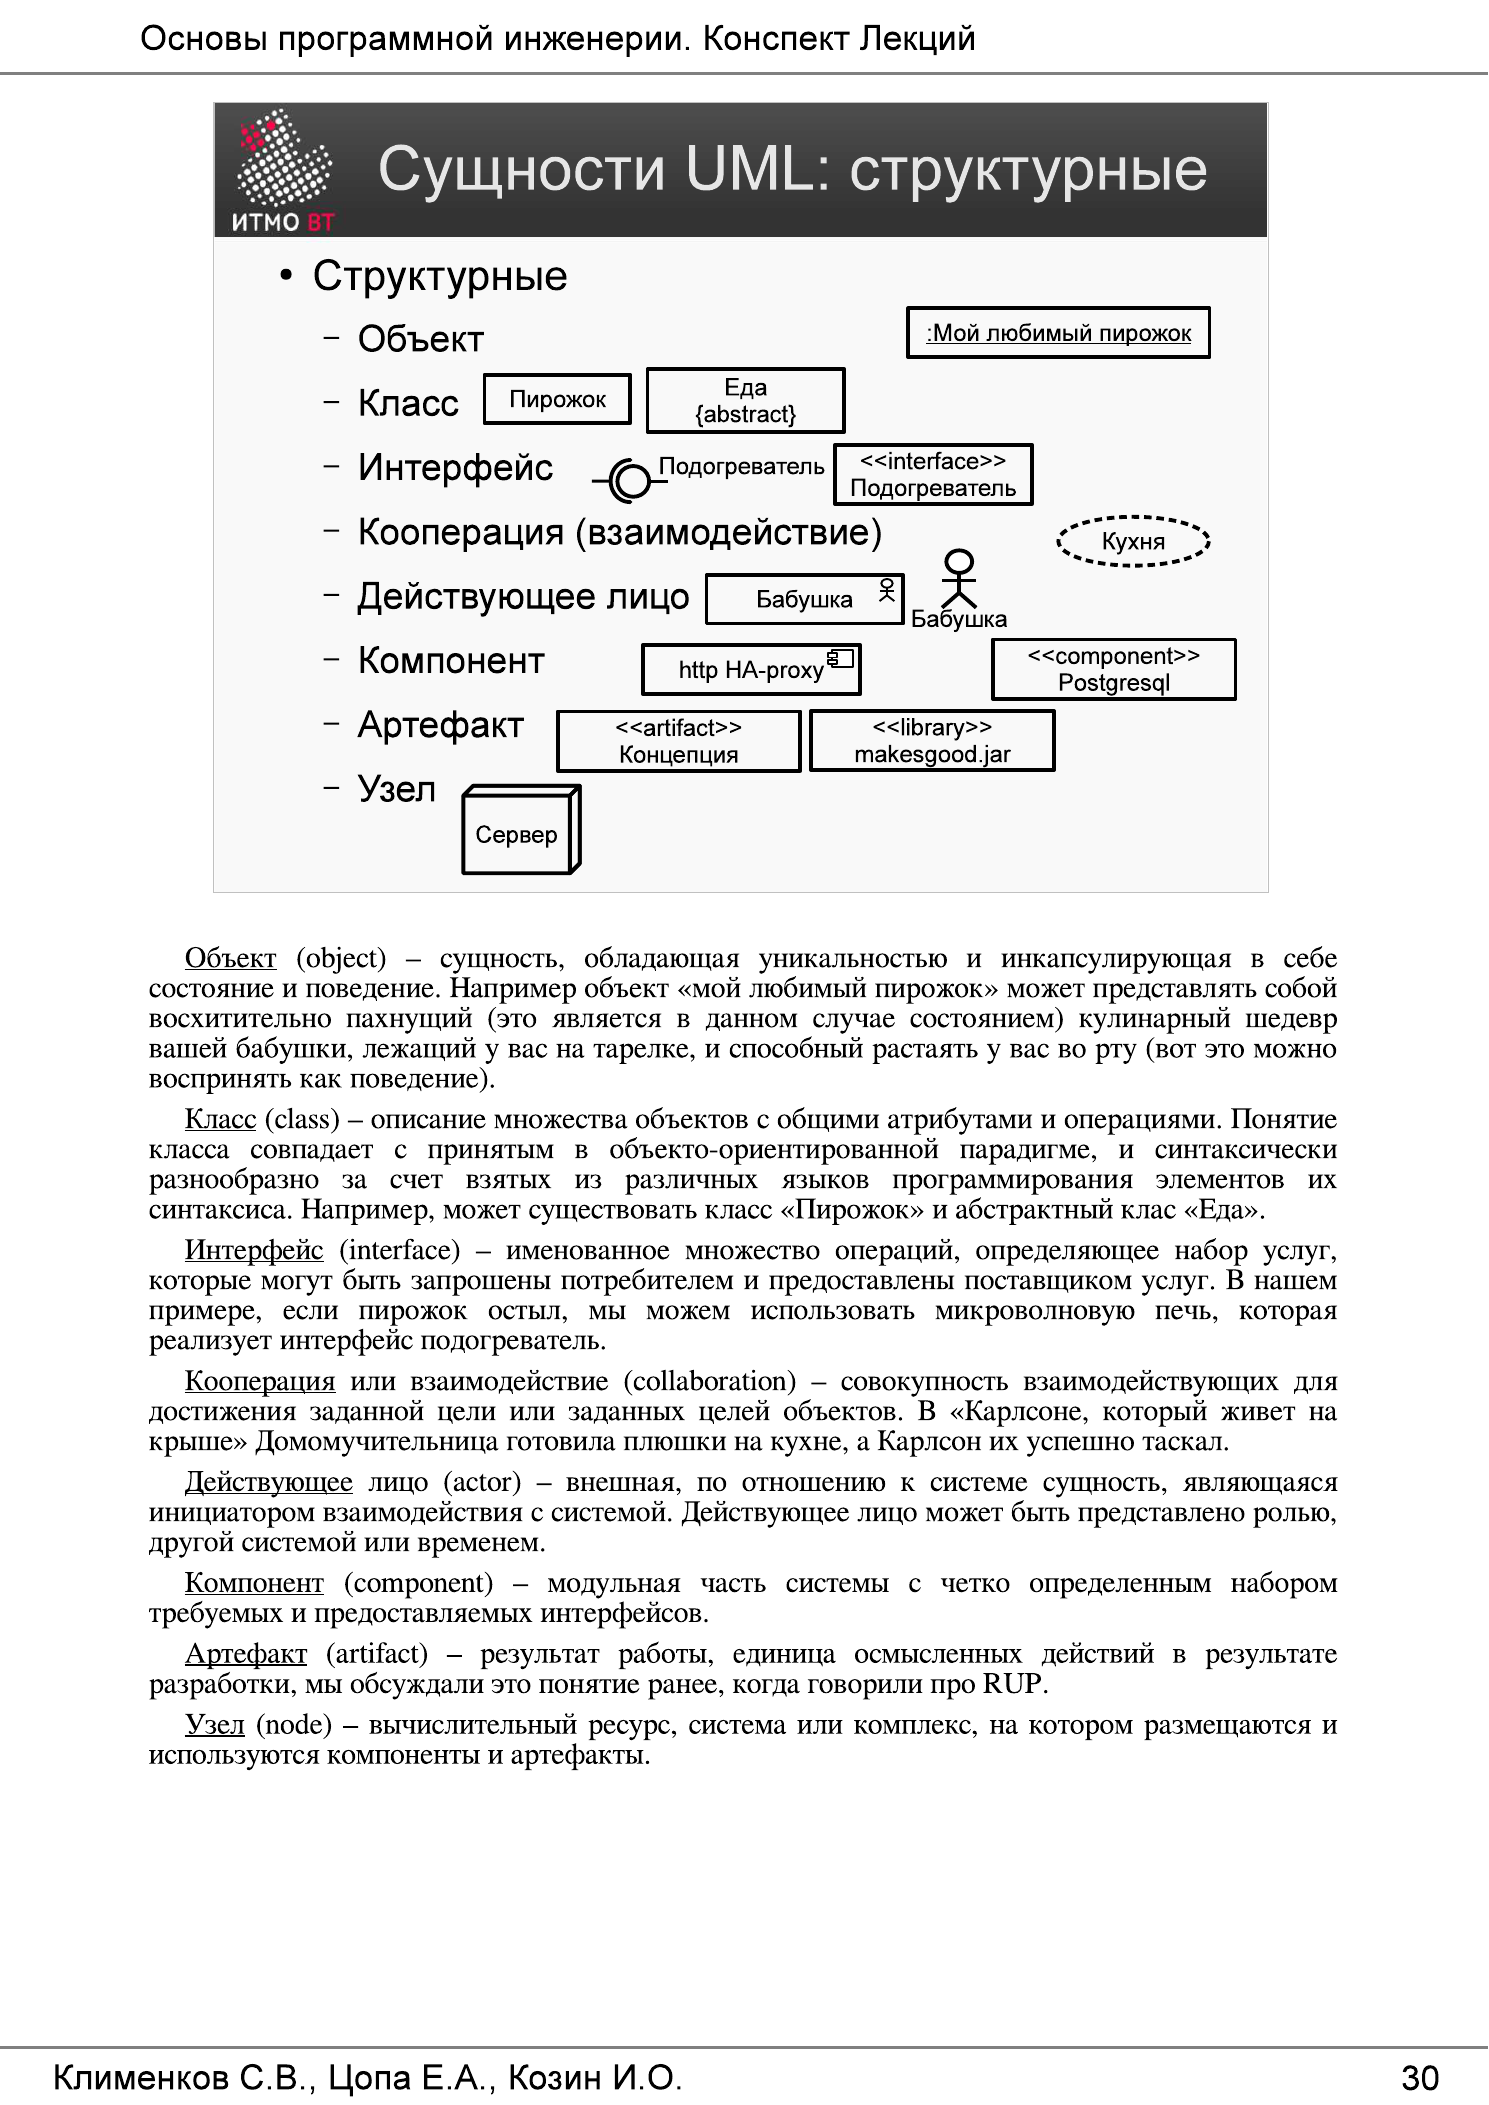 Основы программной инженерии. Конспект Лекций
ИТМО ВТ
Сущности UML: структурные
• Структурные
– Объект
:Мой любимый пирожок
– Класс
Пирожок
Еда
{abstract}
– Интерфейс
Подогреватель
<<interface>>
Подогреватель
– Кооперация (взаимодействие)
Кухня
– Действующее лицо
Бабушка
Бабушка
– Компонент
http HA-proxy
<<component>>
Postgresql
– Артефакт
<<artifact>>
Концепция
<<library>>
makesgood.jar
– Узел
Сервер
Объект (object) – сущность, обладающая уникальностью и инкапсулирующая в себе
состояние и поведение. Например объект «мой любимый пирожок» может представлять собой
восхитительно пахнущий (это является в данном случае состоянием) кулинарный шедевр
вашей бабушки, лежащий у вас на тарелке, и способный растаять у вас во рту (вот это можно
воспринять как поведение).
Класс (class) – описание множества объектов с общими атрибутами и операциями. Понятие
класса совпадает с принятым в объекто-ориентированной парадигме, и синтаксически
разнообразно за счет взятых из различных языков программирования элементов их
синтаксиса. Например, может существовать класс «Пирожок» и абстрактный клас «Еда».
Интерфейс (interface) – именованное множество операций, определяющее набор услуг,
которые могут быть запрошены потребителем и предоставлены поставщиком услуг. В нашем
примере, если пирожок остыл, мы можем использовать микроволновую печь, которая
реализует интерфейс подогреватель.
Кооперация или взаимодействие (collaboration) – совокупность взаимодействующих для
достижения заданной цели или заданных целей объектов. В «Карлсоне, который живет на
крыше» Домомучительница готовила плюшки на кухне, а Карлсон их успешно таскал.
Действующее лицо (actor) – внешная, по отношению к системе сущность, являющаяся
инициатором взаимодействия с системой. Действующее лицо может быть представлено ролью,
другой системой или временем.
Компонент (component) – модульная часть системы с четко определенным набором
требуемых и предоставляемых интерфейсов.
Артефакт (artifact) – результат работы, единица осмысленных действий в результате
разработки, мы обсуждали это понятие ранее, когда говорили про RUP.
Узел (node) – вычислительный ресурс, система или комплекс, на котором размещаются и
используются компоненты и артефакты.
Клименков С.В., Цопа Е.А., Козин И.О.
30